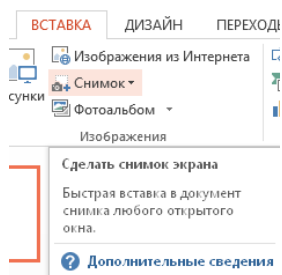 ВСТАВКА ДИЗАЙН
Изображения из Интернета
Снимок
Фотоальбом
Изображения
Сделать снимок экрана
Быстрая вставка в документ
снимка любого открытого
окна.
Дополнительные сведения